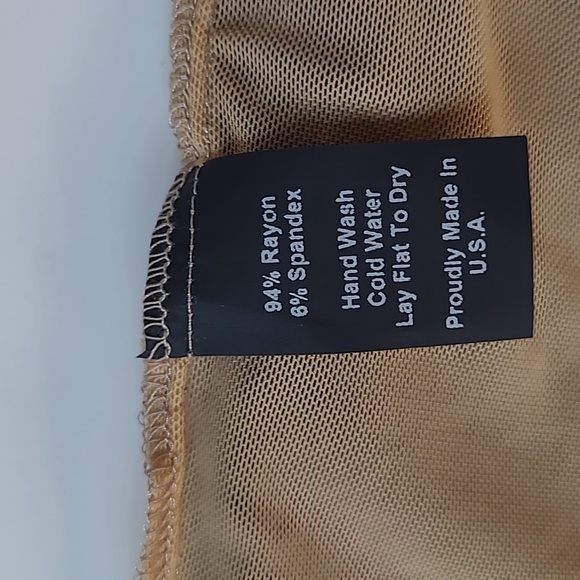 94% Rayon
6% Spandex
Hand Wash
Cold Water
Lay Flat To Dry
Proudly Made In
U.S.A.